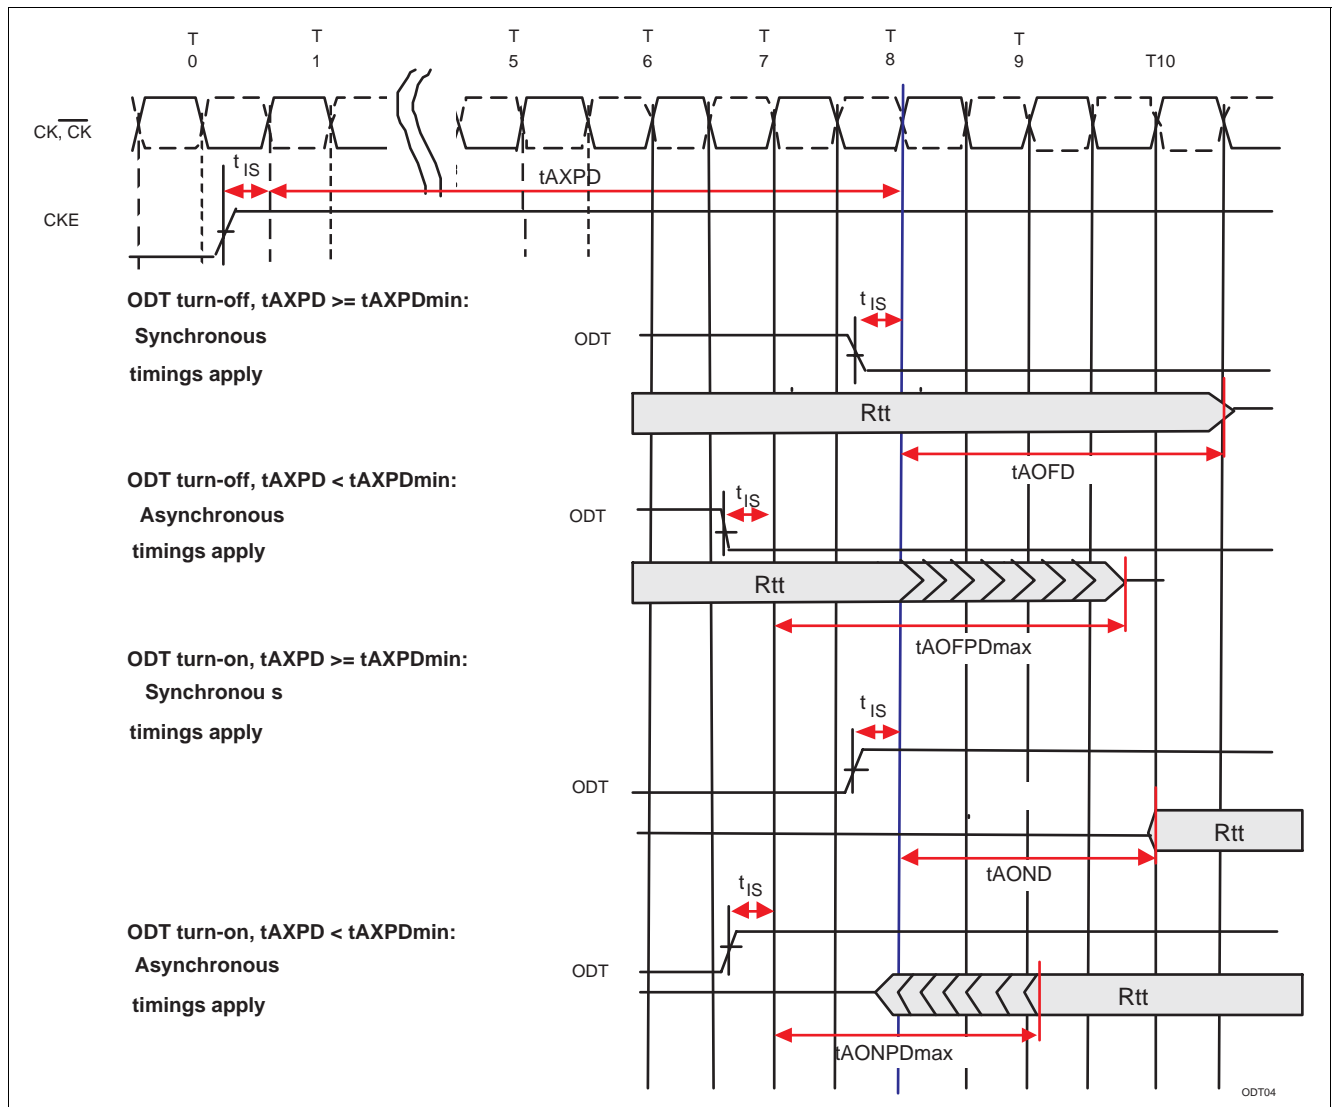 T T T T T T T
0 1 5 6 7 8 9 T10
CK, CK
t IS
tAXPD
CKE
ODT turn-off, tAXPD >= tAXPDmin:
Synchronous
timings apply
t IS
ODT
Rtt
tAOFD
ODT turn-off, tAXPD < tAXPDmin:
Asynchronous
timings apply
t IS
ODT
Rtt
tAOFPDmax
ODT turn-on, tAXPD >= tAXPDmin:
Synchronou s
timings apply
t IS
ODT
Rtt
tAOND
t IS
ODT turn-on, tAXPD < tAXPDmin:
Asynchronous
timings apply
ODT
Rtt
tAONPDmax
ODT04